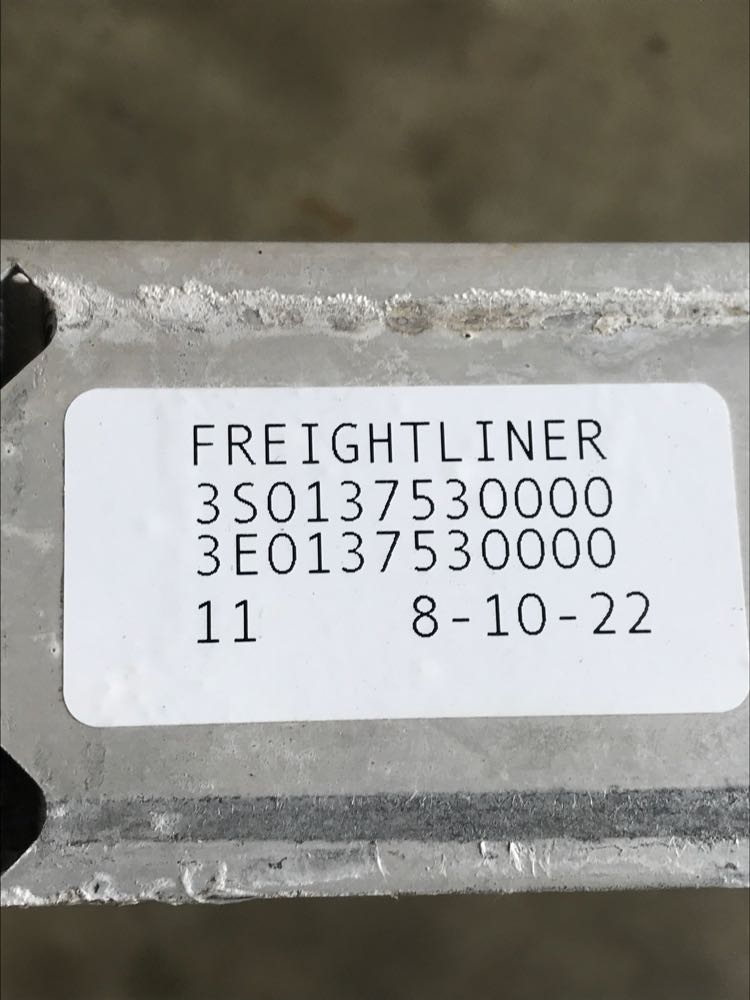 FREIGHTLINER
3S0137530000
3E0137530000
11 8-10-22